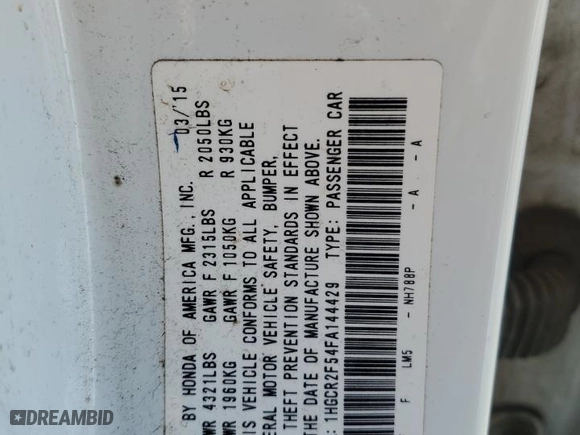 BY HONDA OF AMERICA MFG., INC. 03/15
WR 4321LBS GAWR F 2315LBS R 2050LBS
WR 1960KG GAWR F 1050KG R 930KG
IS VEHICLE CONFORMS TO ALL APPLICABLE
ERAL MOTOR VEHICLE SAFETY, BUMPER,
THEFT PREVENTION STANDARDS IN EFFECT
THE DATE OF MANUFACTURE SHOWN ABOVE.
: 1HGCR2F54FA144429 TYPE: PASSENGER CAR
F LM5 - NH788P - A - A
DREAMBID